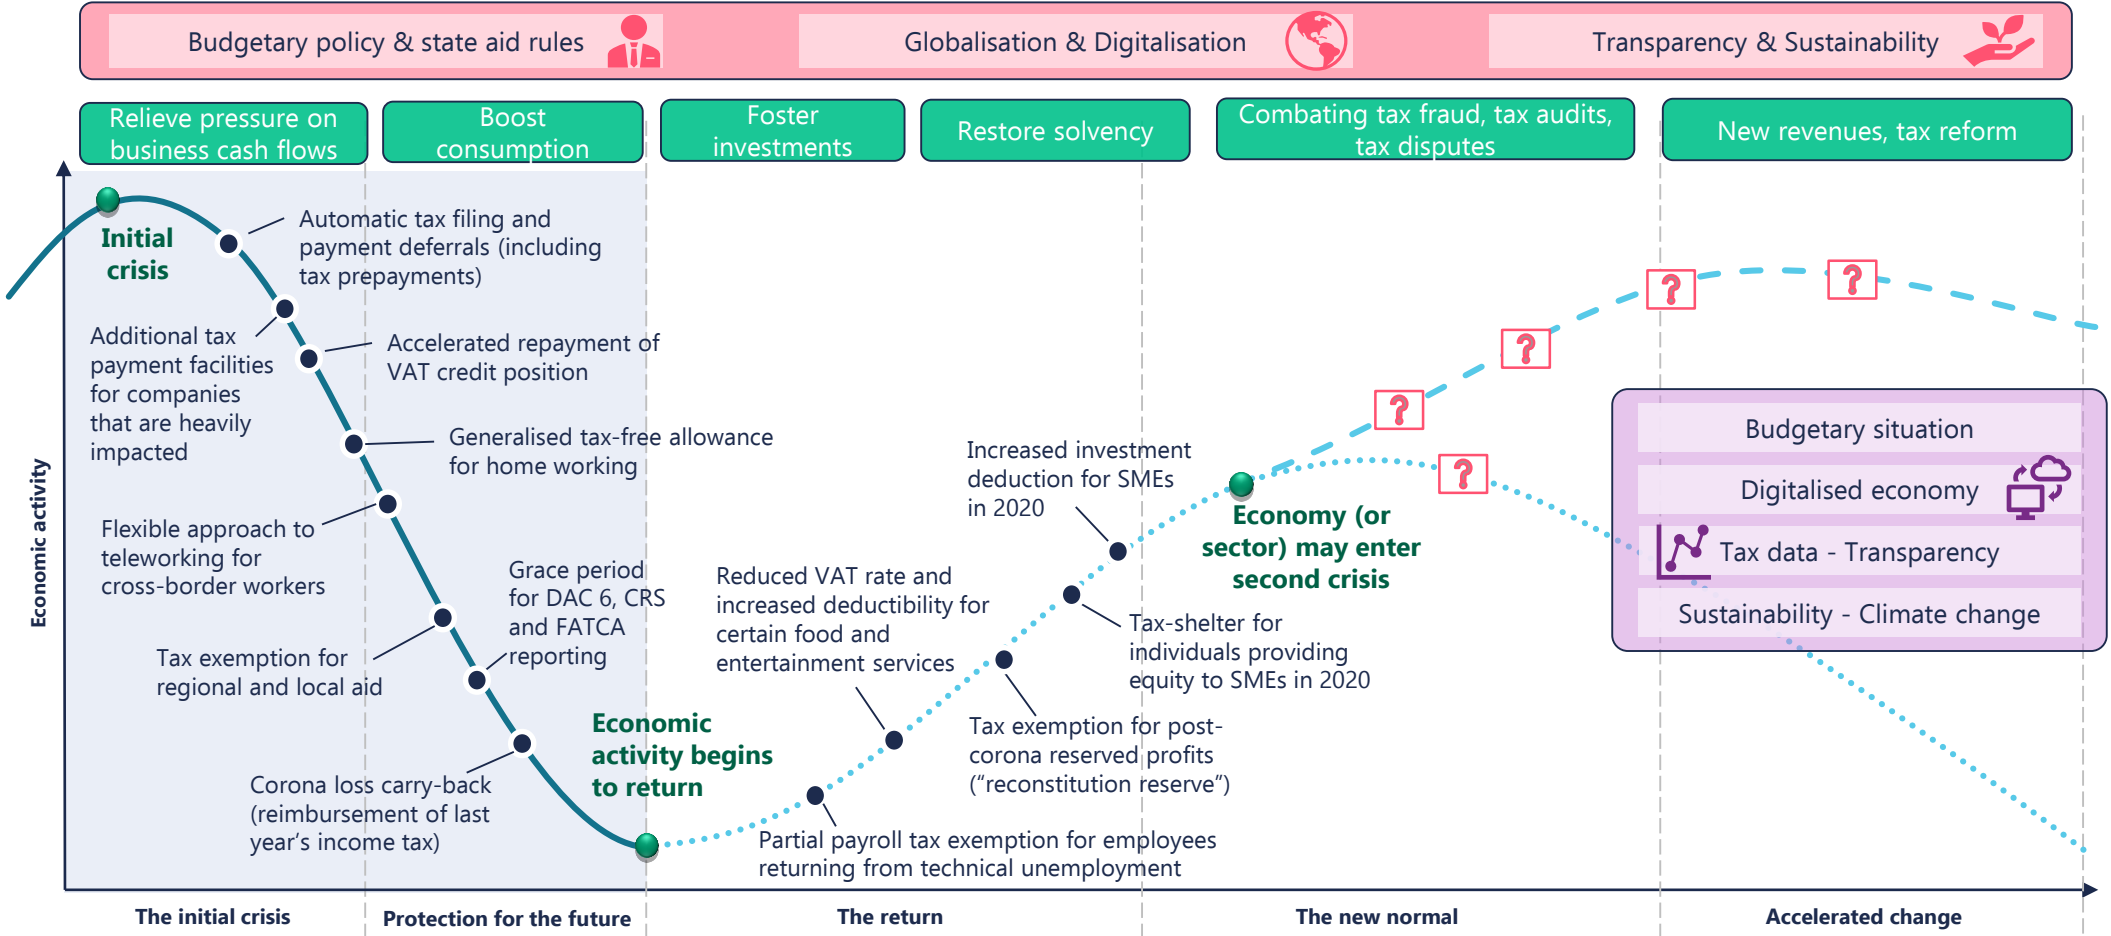 Budgetary policy & state aid rules
Globalisation & Digitalisation
Transparency & Sustainability
Relieve pressure on
business cash flows
Boost
consumption
Foster
investments
Restore solvency
Combating tax fraud, tax audits,
tax disputes
New revenues, tax reform
Economic activity
Initial
crisis
Automatic tax filing and
payment deferrals (including
tax prepayments)
Additional tax
payment facilities
for companies
that are heavily
impacted
Accelerated repayment of
VAT credit position
Generalised tax-free allowance
for home working
Flexible approach to
teleworking for
cross-border workers
Grace period
for DAC 6, CRS
and FATCA
reporting
Tax exemption for
regional and local aid
Corona loss carry-back
(reimbursement of last
year’s income tax)
Economic
activity begins
to return
Partial payroll tax exemption for employees
returning from technical unemployment
Reduced VAT rate and
increased deductibility for
certain food and
entertainment services
Tax exemption for post-
corona reserved profits
(“reconstitution reserve”)
Tax-shelter for
individuals providing
equity to SMEs in 2020
Increased investment
deduction for SMEs
in 2020
Economy (or
sector) may enter
second crisis
?
?
?
?
?
Budgetary situation
Digitalised economy
Tax data - Transparency
Sustainability - Climate change
The initial crisis
Protection for the future
The return
The new normal
Accelerated change